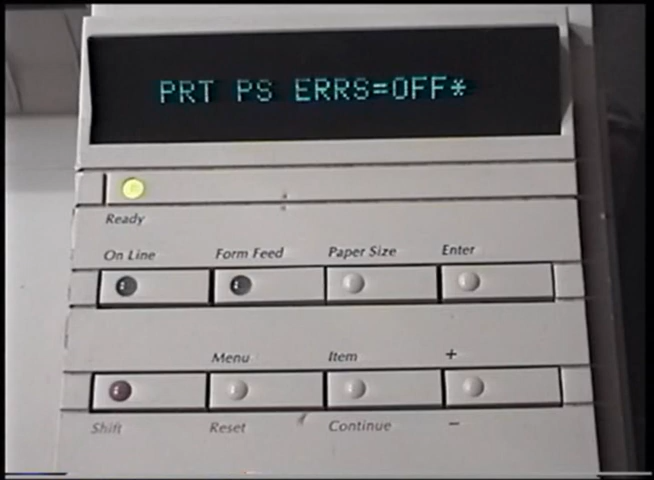 PRT PS ERRS=OFF*
Ready
On Line Form Feed Paper Size Enter
Menu Item +
Shift Reset Continue −